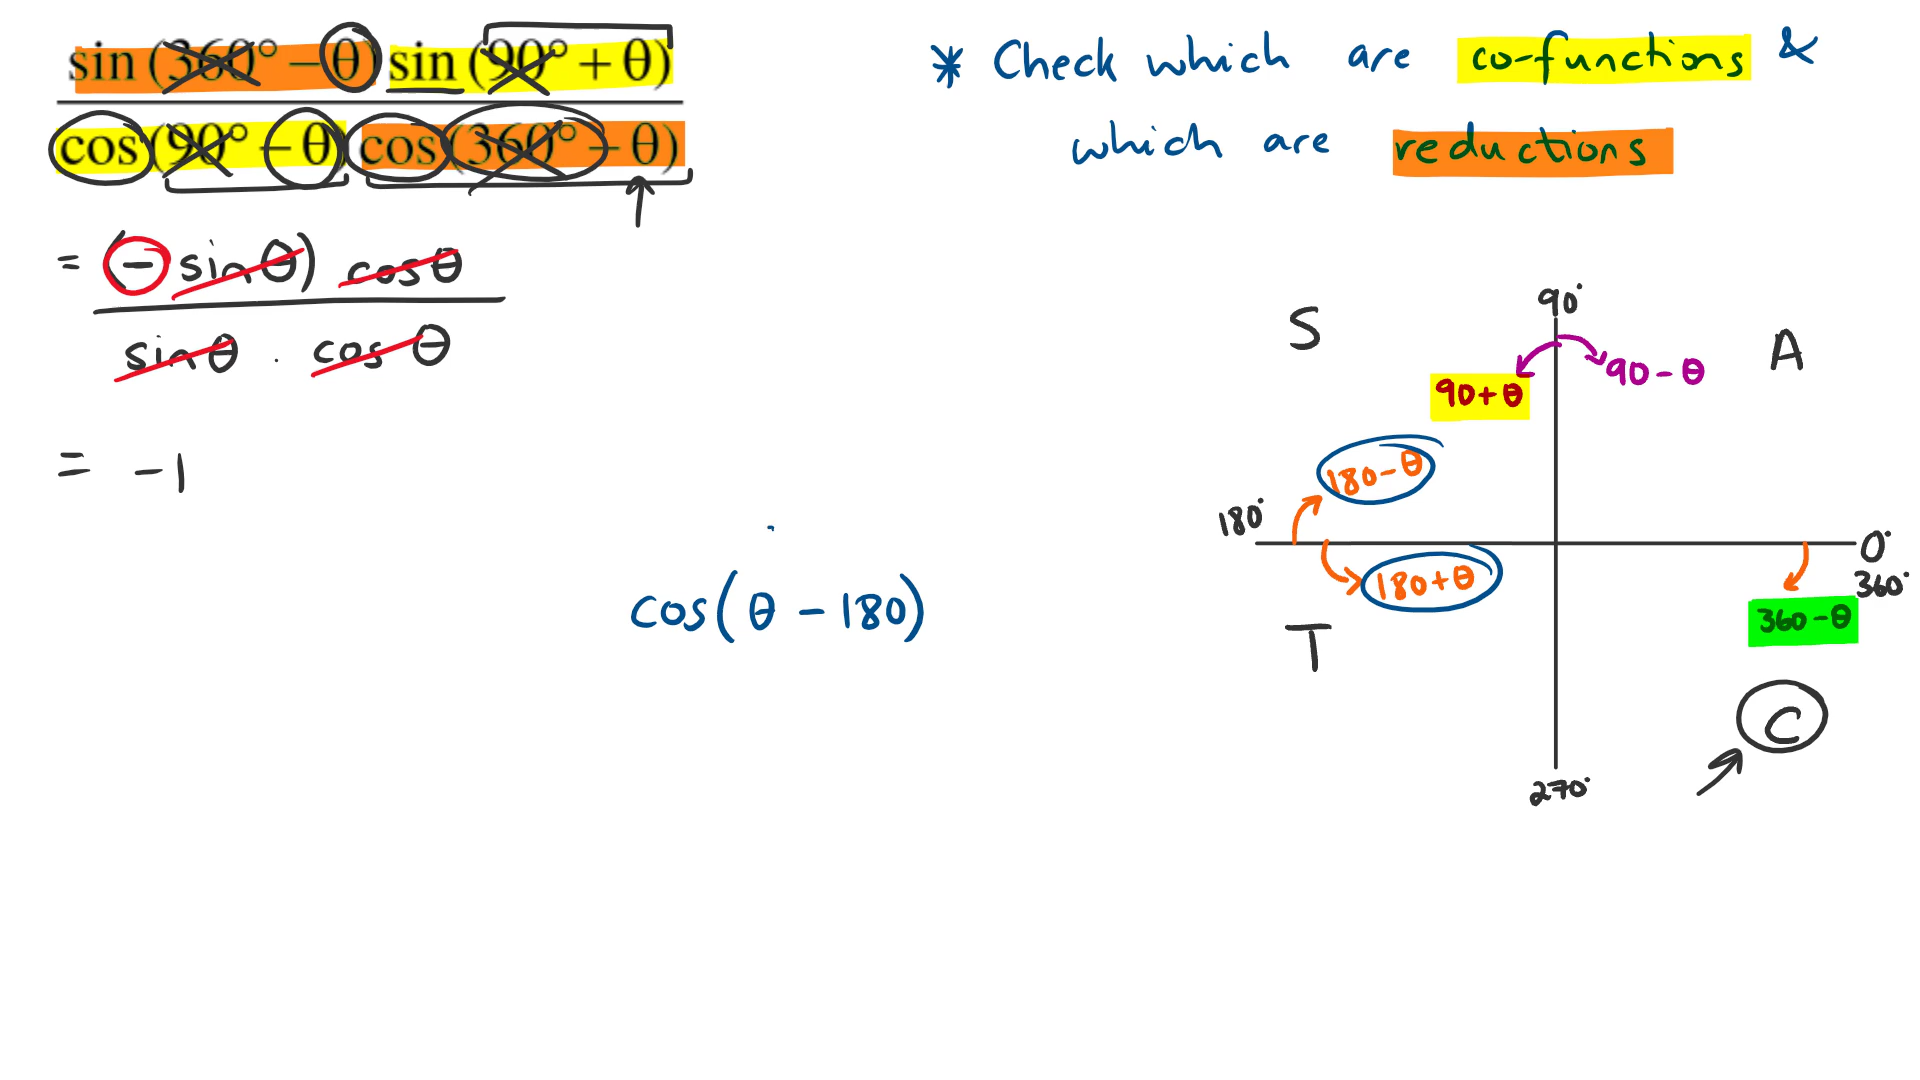 sin (360° − θ) sin (90° + θ)
cos (90° − θ) cos (360° − θ)
= (− sin θ) cos θ
sin θ . cos θ
= −1
* Check which are co-functions &
which are reductions
cos( θ − 180)
90°
S
A
90 − θ
90 + θ
180 − θ
180°
0°
360°
180 + θ
360 − θ
T
C
270°